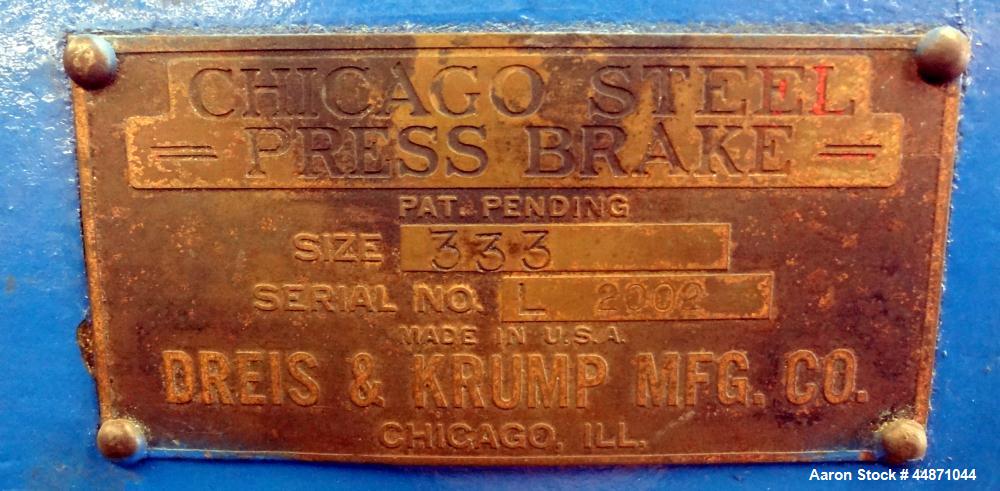 CHICAGO STEEL
PRESS BRAKE
PAT. PENDING
SIZE 333
SERIAL NO. L 2002
MADE IN U.S.A.
DREIS & KRUMP MFG. CO.
CHICAGO, ILL.
Aaron Stock # 44871044